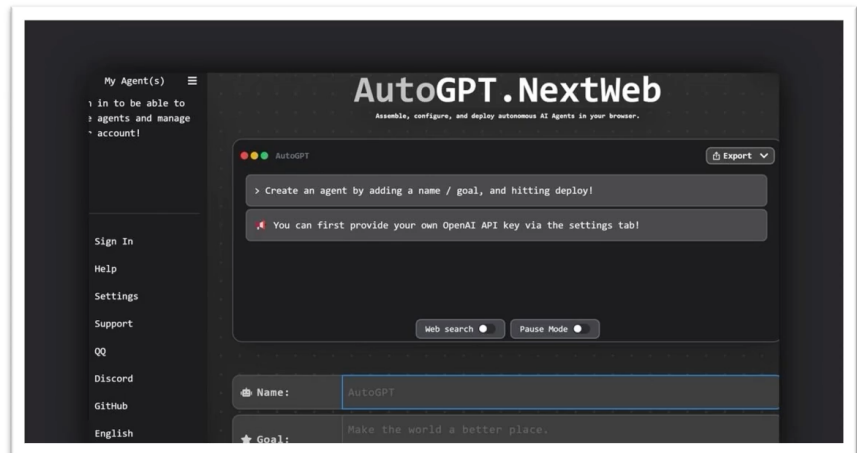 My Agent(s)
in to be able to
agents and manage
account!
Sign In
Help
Settings
Support
QQ
Discord
GitHub
English
AutoGPT.NextWeb
Assemble, configure, and deploy autonomous AI Agents in your browser.
AutoGPT
Export
> Create an agent by adding a name / goal, and hitting deploy!
You can first provide your own OpenAI API key via the settings tab!
Web search
Pause Mode
Name:
AutoGPT
Goal:
Make the world a better place.